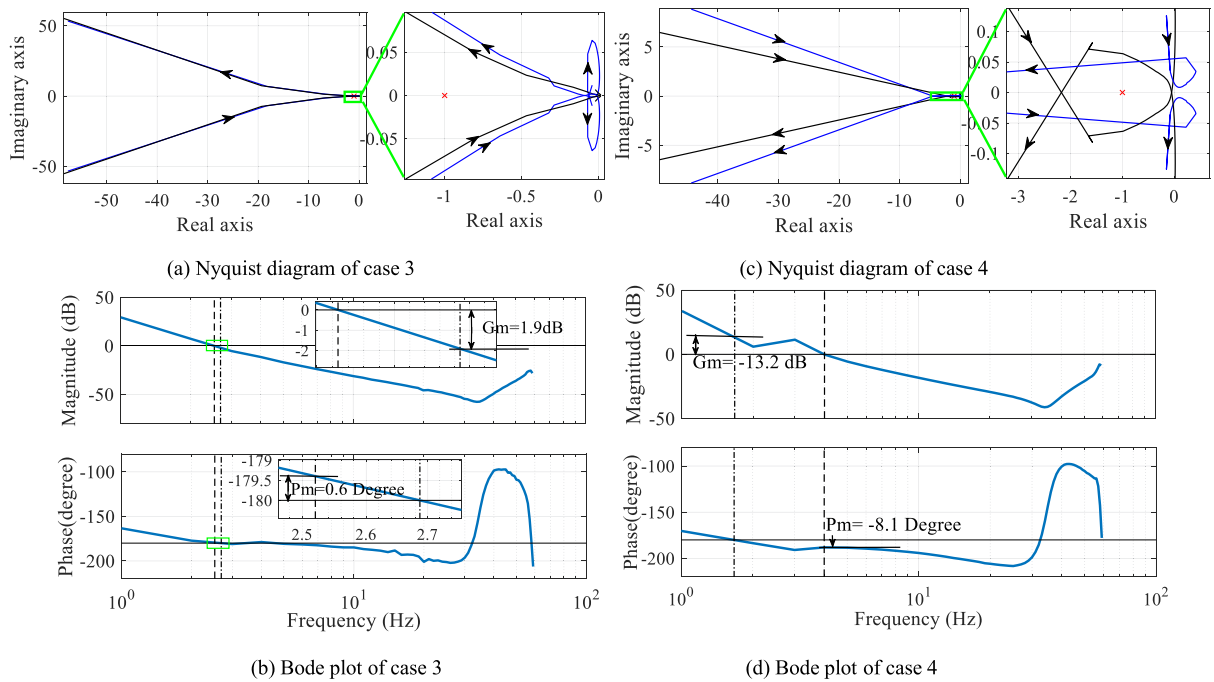 Imaginary axis
50
0
-50
-50 -40 -30 -20 -10 0
Real axis
0.05
0
0.05
-1 -0.5 0
Real axis
(a) Nyquist diagram of case 3
Imaginary axis
5
0
-5
-40 -30 -20 -10 0
Real axis
0.1
0.05
0
0.05
0.1
-3 -2 -1 0
Real axis
(c) Nyquist diagram of case 4
Magnitude (dB)
50
0
-50
0
-1
-2
Gm=1.9dB
Phase(degree)
-100
-150
-200
-179
-179.5
-180
Pm=0.6 Degree
2.5 2.6 2.7
10^0 10^1 10^2
Frequency (Hz)
(b) Bode plot of case 3
Magnitude (dB)
50
0
-50
Gm= -13.2 dB
Phase(degree)
-100
-150
-200
Pm= -8.1 Degree
10^0 10^1 10^2
Frequency (Hz)
(d) Bode plot of case 4